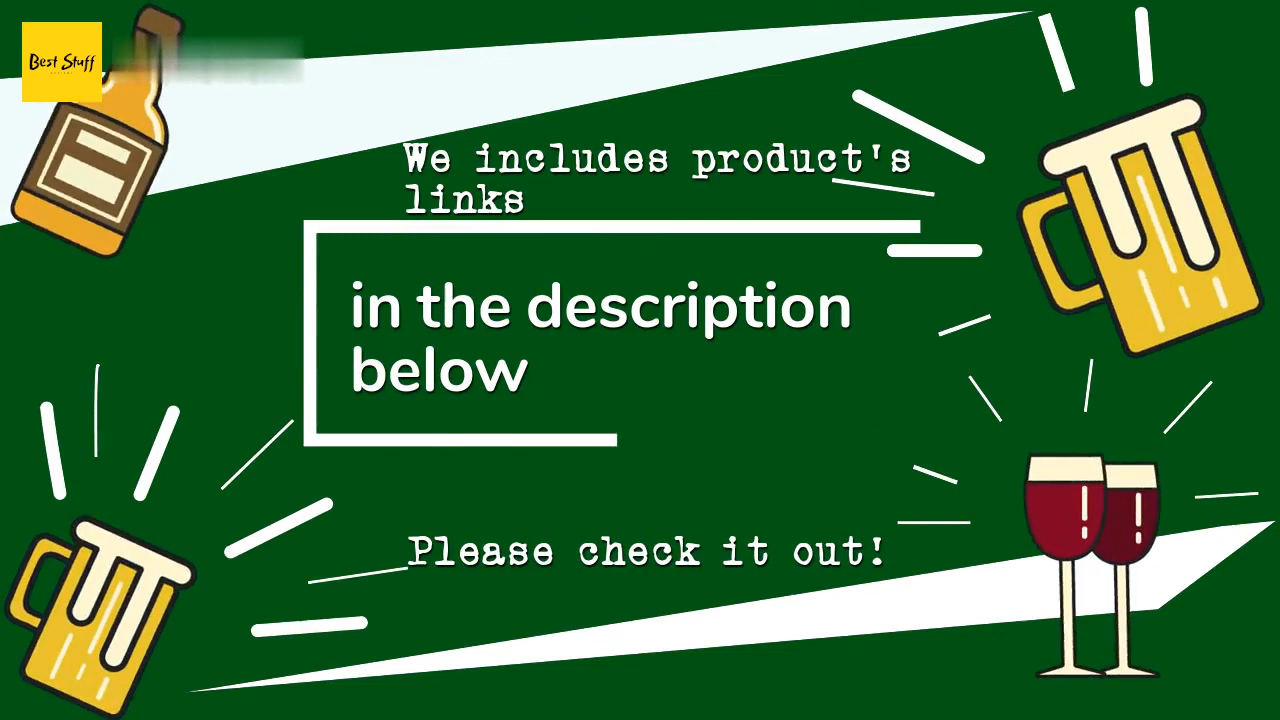 Best Stuff
We includes product's
links
in the description
below
Please check it out!